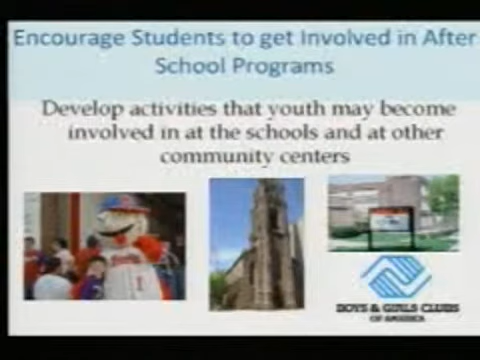 Encourage Students to get Involved in After
School Programs
Develop activities that youth may become
involved in at the schools and at other
community centers
BOYS & GIRLS CLUBS
OF AMERICA